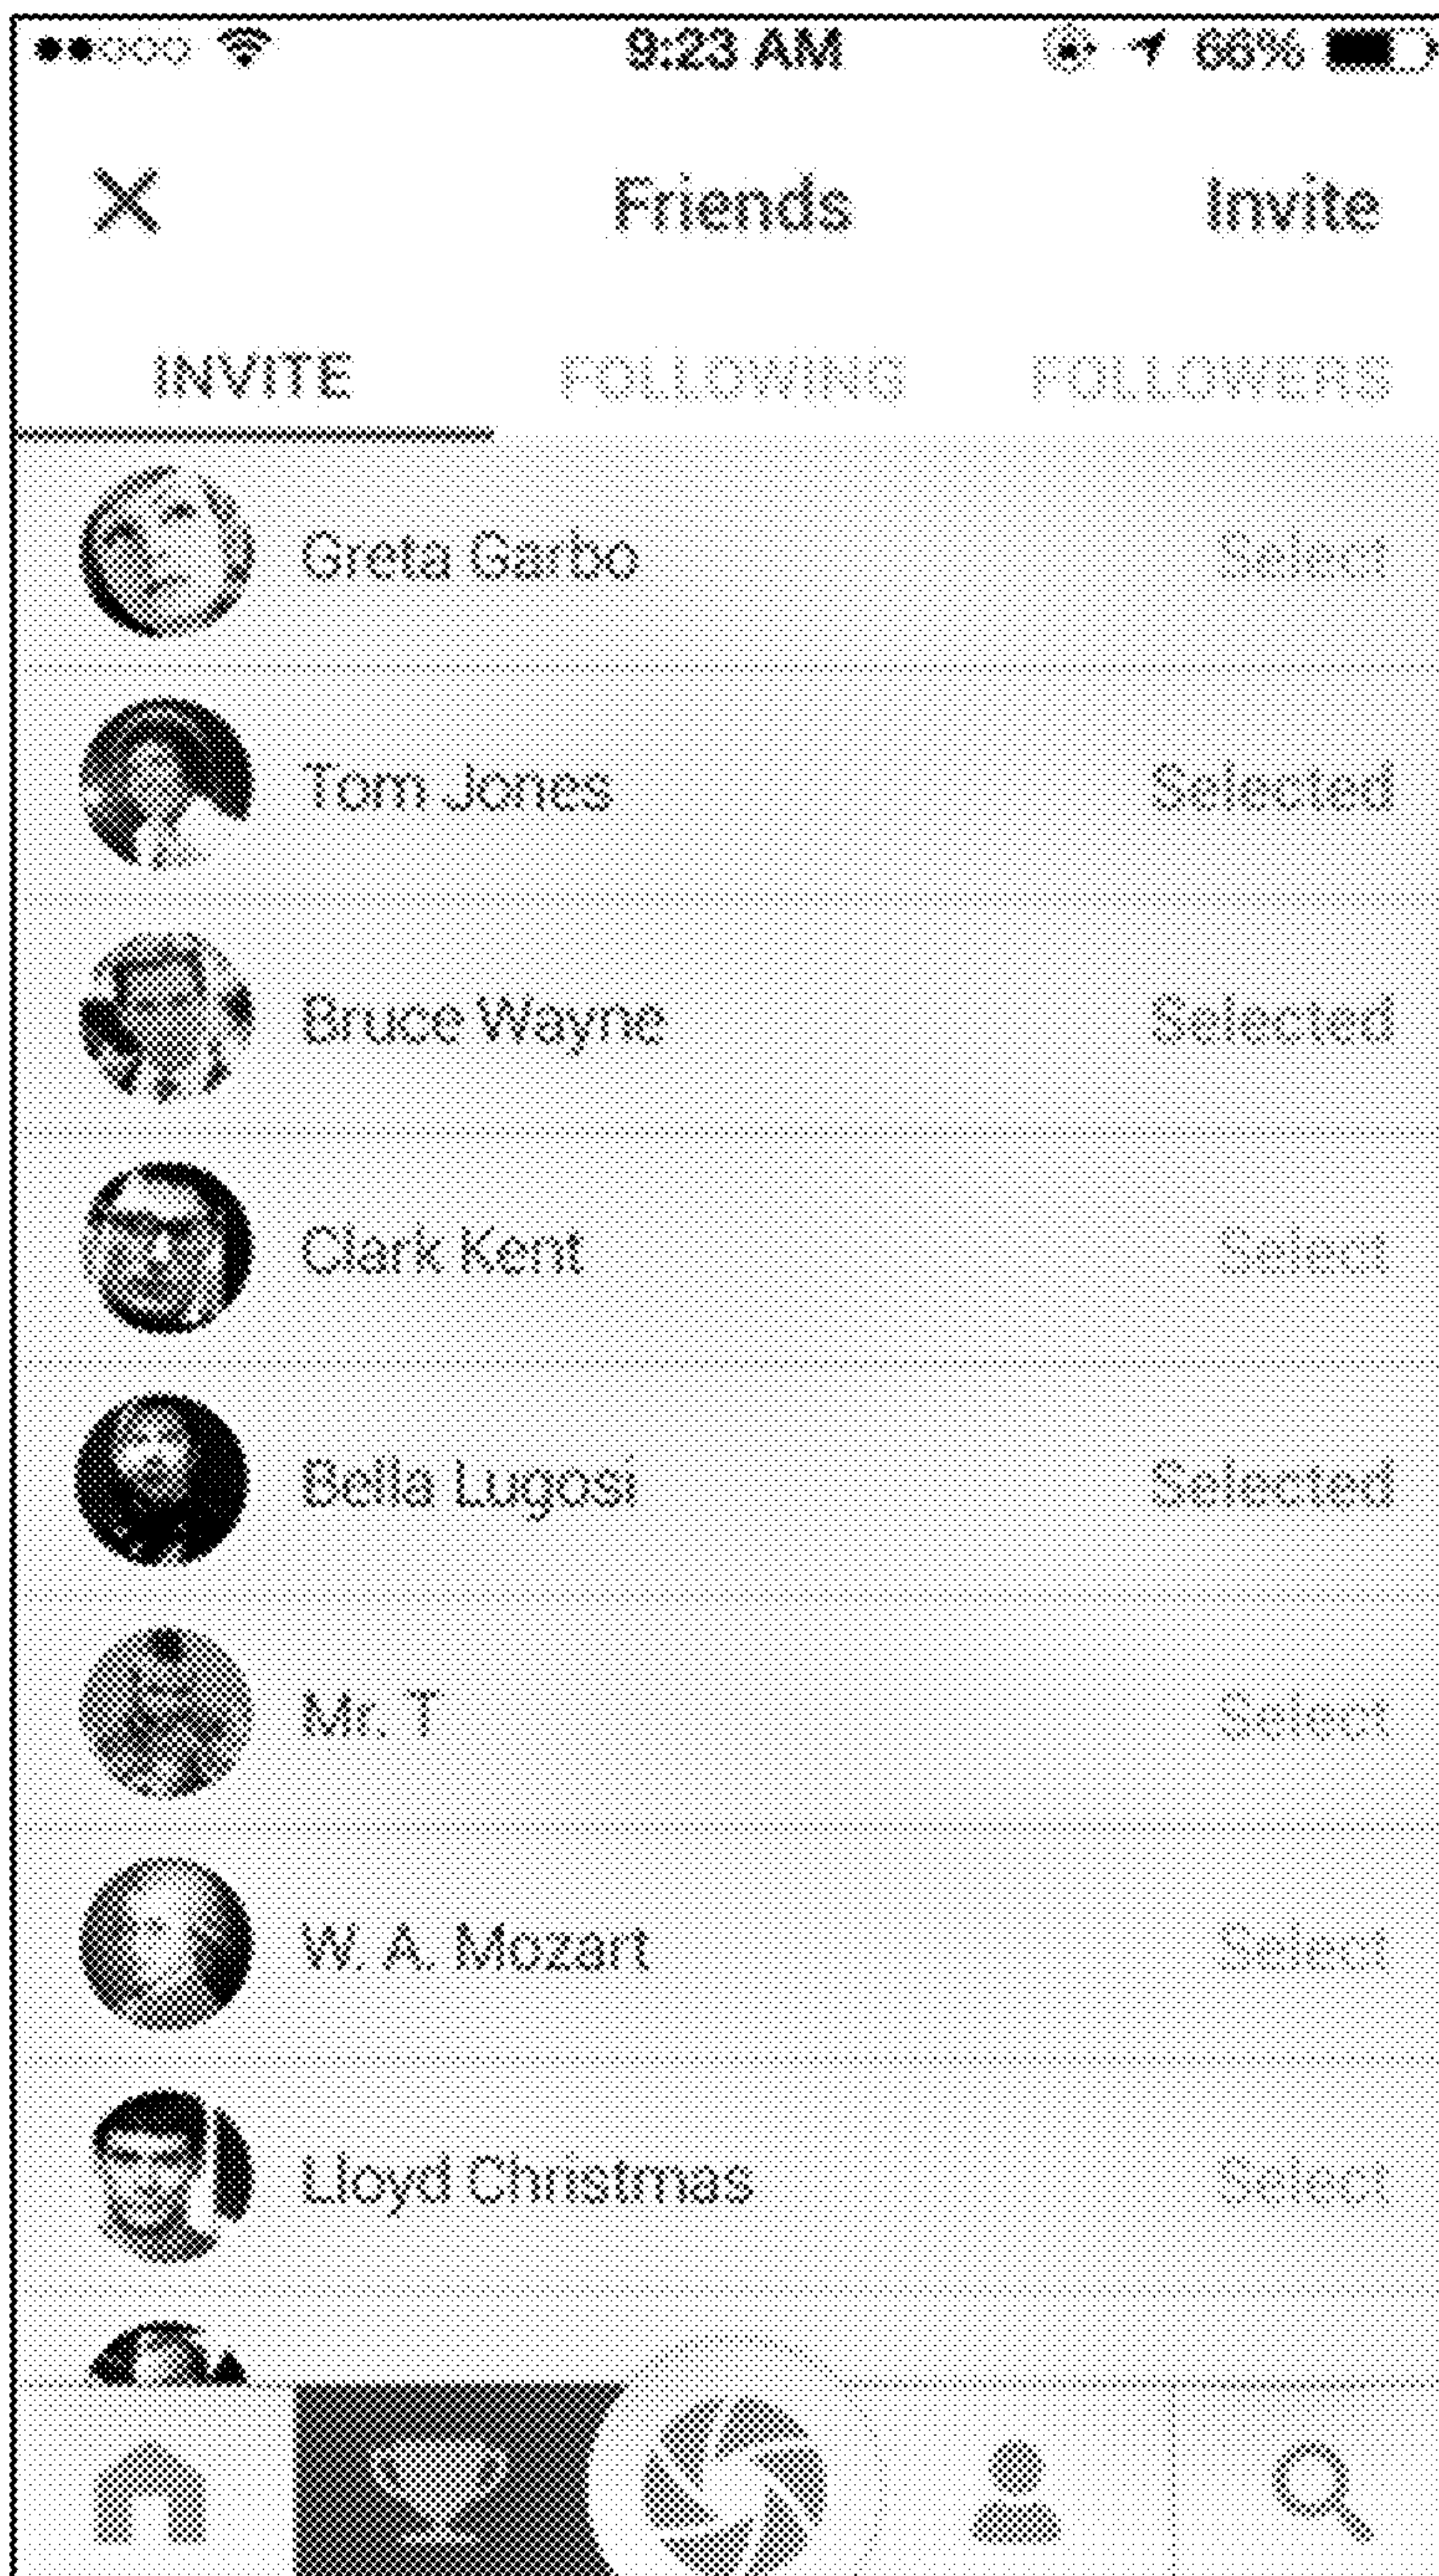 9:23 AM 66%
Friends Invite
INVITE FOLLOWING FOLLOWERS
Greta Garbo Select
Tom Jones Selected
Bruce Wayne Selected
Clark Kent Select
Bella Lugosi Selected
Mr. T Select
W. A. Mozart Select
Lloyd Christmas Select